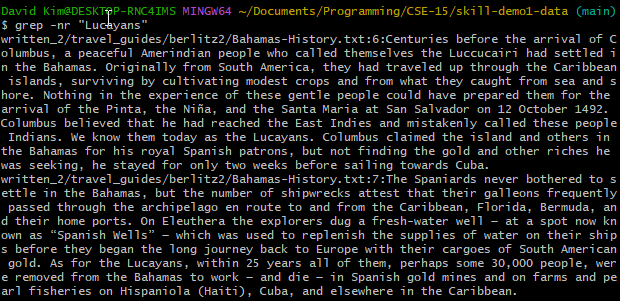 David Kim@DESKTOP-RNC4IMS MINGW64 ~/Documents/Programming/CSE-15/skill-demo1-data (main)
$ grep -nr "Lucayans"
written_2/travel_guides/berlitz2/Bahamas-History.txt:6:Centuries before the arrival of C
olumbus, a peaceful Amerindian people who called themselves the Luccucairi had settled i
n the Bahamas. Originally from South America, they had traveled up through the Caribbean
 islands, surviving by cultivating modest crops and from what they caught from sea and s
hore. Nothing in the experience of these gentle people could have prepared them for the
arrival of the Pinta, the Niña, and the Santa Maria at San Salvador on 12 October 1492.
Columbus believed that he had reached the East Indies and mistakenly called these people
 Indians. We know them today as the Lucayans. Columbus claimed the island and others in
the Bahamas for his royal Spanish patrons, but not finding the gold and other riches he
was seeking, he stayed for only two weeks before sailing towards Cuba.
written_2/travel_guides/berlitz2/Bahamas-History.txt:7:The Spaniards never bothered to s
ettle in the Bahamas, but the number of shipwrecks attest that their galleons frequently
 passed through the archipelago en route to and from the Caribbean, Florida, Bermuda, an
d their home ports. On Eleuthera the explorers dug a fresh-water well — at a spot now kn
own as “Spanish Wells” — which was used to replenish the supplies of water on their ship
s before they began the long journey back to Europe with their cargoes of South American
 gold. As for the Lucayans, within 25 years all of them, perhaps some 30,000 people, wer
e removed from the Bahamas to work — and die — in Spanish gold mines and on farms and pe
arl fisheries on Hispaniola (Haiti), Cuba, and elsewhere in the Caribbean.